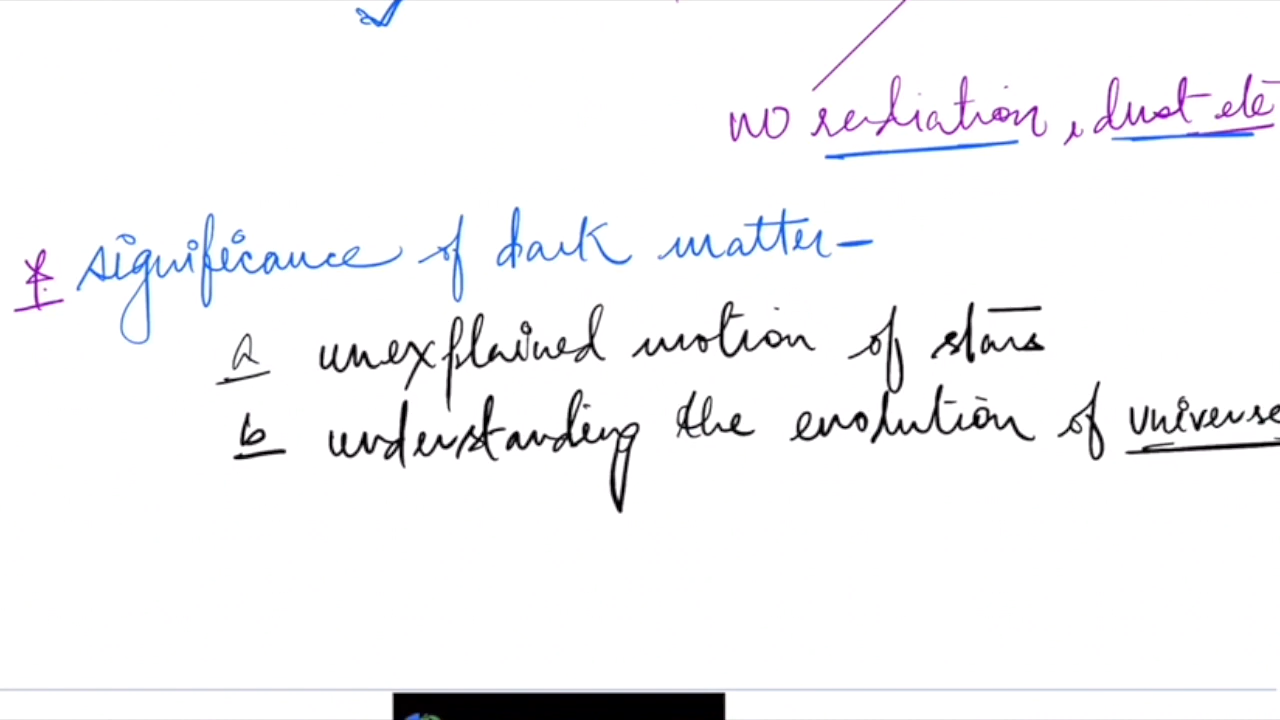 no radiation, dust etc
* significance of dark matter-
a unexplained motion of stars
b understanding the evolution of universe